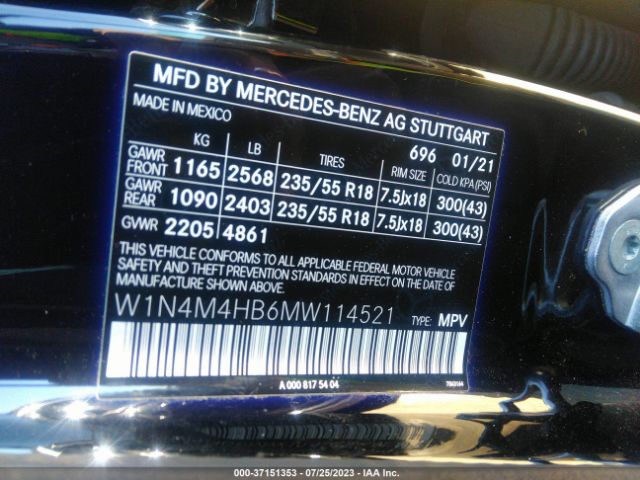 MFD BY MERCEDES-BENZ AG STUTTGART
MADE IN MEXICO 696 01/21
KG LB TIRES RIM SIZE COLD KPA (PSI)
GAWR FRONT 1165 2568 235/55 R18 7.5Jx18 300(43)
GAWR REAR 1090 2403 235/55 R18 7.5Jx18 300(43)
GVWR 2205 4861
THIS VEHICLE CONFORMS TO ALL APPLICABLE FEDERAL MOTOR VEHICLE
SAFETY AND THEFT PREVENTION STANDARDS IN EFFECT ON THE DATE OF
MANUFACTURE SHOWN ABOVE.
W1N4M4HB6MW114521 TYPE: MPV
A 000 817 54 04
000-37151353 - 07/25/2023 - IAA Inc.